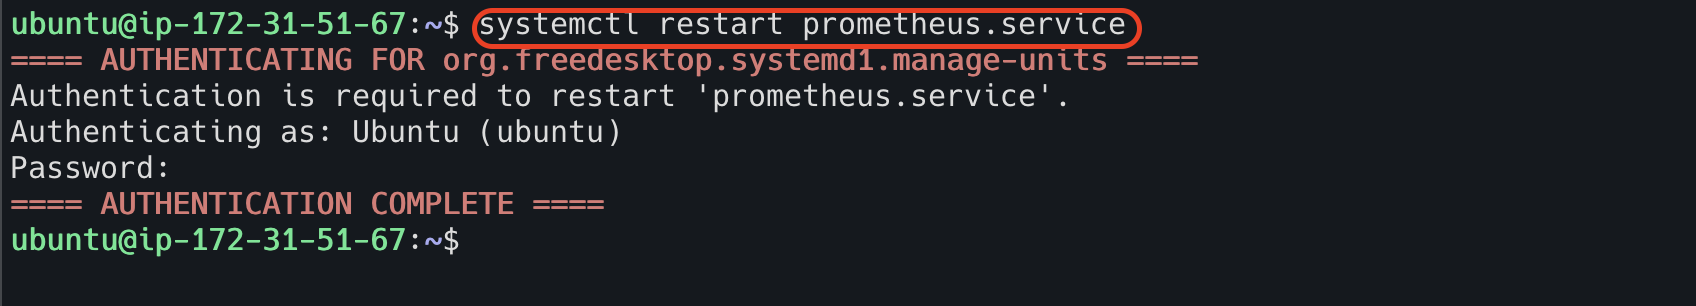 ubuntu@ip-172-31-51-67:~$ systemctl restart prometheus.service
==== AUTHENTICATING FOR org.freedesktop.systemd1.manage-units ====
Authentication is required to restart 'prometheus.service'.
Authenticating as: Ubuntu (ubuntu)
Password:
==== AUTHENTICATION COMPLETE ====
ubuntu@ip-172-31-51-67:~$